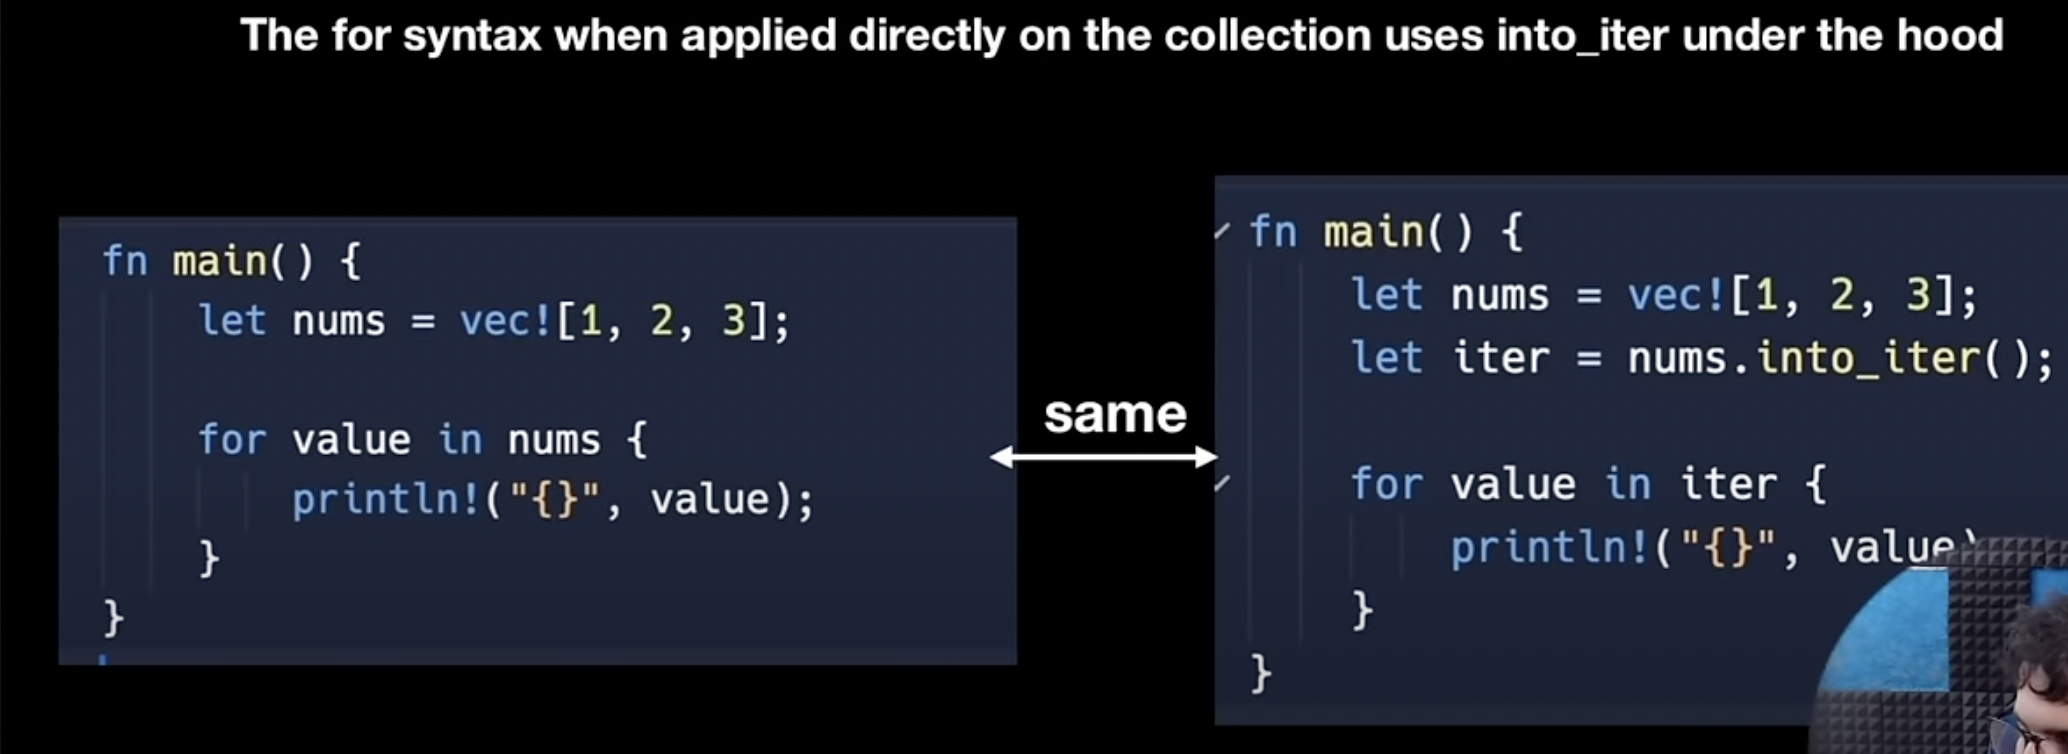 The for syntax when applied directly on the collection uses into_iter under the hood
fn main() {
let nums = vec![1, 2, 3];
for value in nums {
println!("{}", value);
}
}
same
fn main() {
let nums = vec![1, 2, 3];
let iter = nums.into_iter();
for value in iter {
println!("{}", value)
}
}